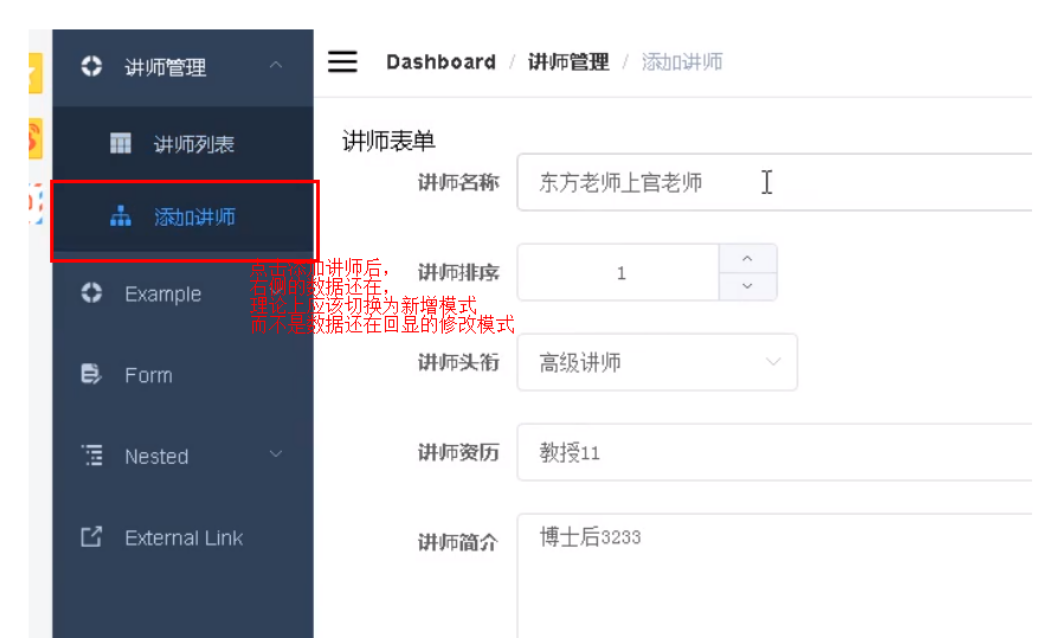 讲师管理
Dashboard / 讲师管理 / 添加讲师
讲师列表
讲师表单
讲师名称 东方老师上官老师
添加讲师
点击添加讲师后，
右侧的数据还在，
理论上应该切换为新增模式
而不是数据还在回显的修改模式
讲师排序 1
Example
讲师头衔 高级讲师
Form
讲师资历 教授11
Nested
讲师简介 博士后3233
External Link